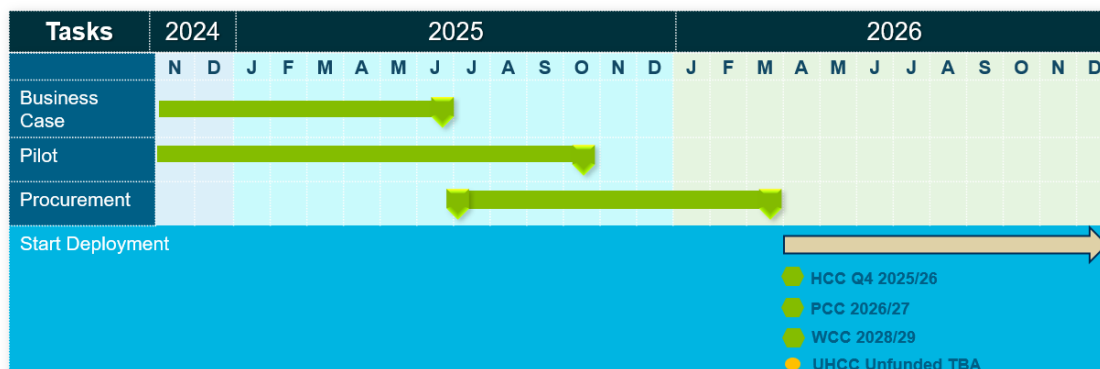 Tasks 2024 2025 2026
N D J F M A M J J A S O N D J F M A M J J A S O N D
Business
Case
Pilot
Procurement
Start Deployment
HCC Q4 2025/26
PCC 2026/27
WCC 2028/29
UHCC Unfunded TBA